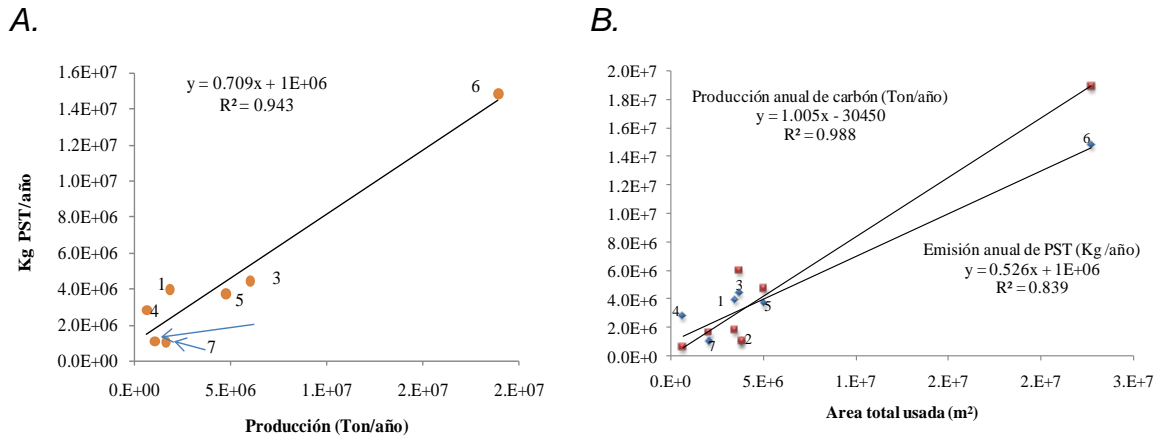 A.
y = 0.709x + 1E+06
R² = 0.943
1.6E+07
1.4E+07
1.2E+07
1.0E+07
8.0E+06
6.0E+06
4.0E+06
2.0E+06
0.0E+00
Kg PST/año
6
1
3
4
5
7
0.E+00
5.E+06
1.E+07
2.E+07
2.E+07
Producción (Ton/año)
B.
2.0E+7
1.8E+7
1.6E+7
1.4E+7
1.2E+7
1.0E+7
8.0E+6
6.0E+6
4.0E+6
2.0E+6
0.0E+0
Producción anual de carbón (Ton/año)
y = 1.005x - 30450
R² = 0.988
6
Emisión anual de PST (Kg /año)
y = 0.526x + 1E+06
R² = 0.839
3
1
4
5
2
7
0.E+0
5.E+6
1.E+7
2.E+7
2.E+7
3.E+7
Area total usada (m²)